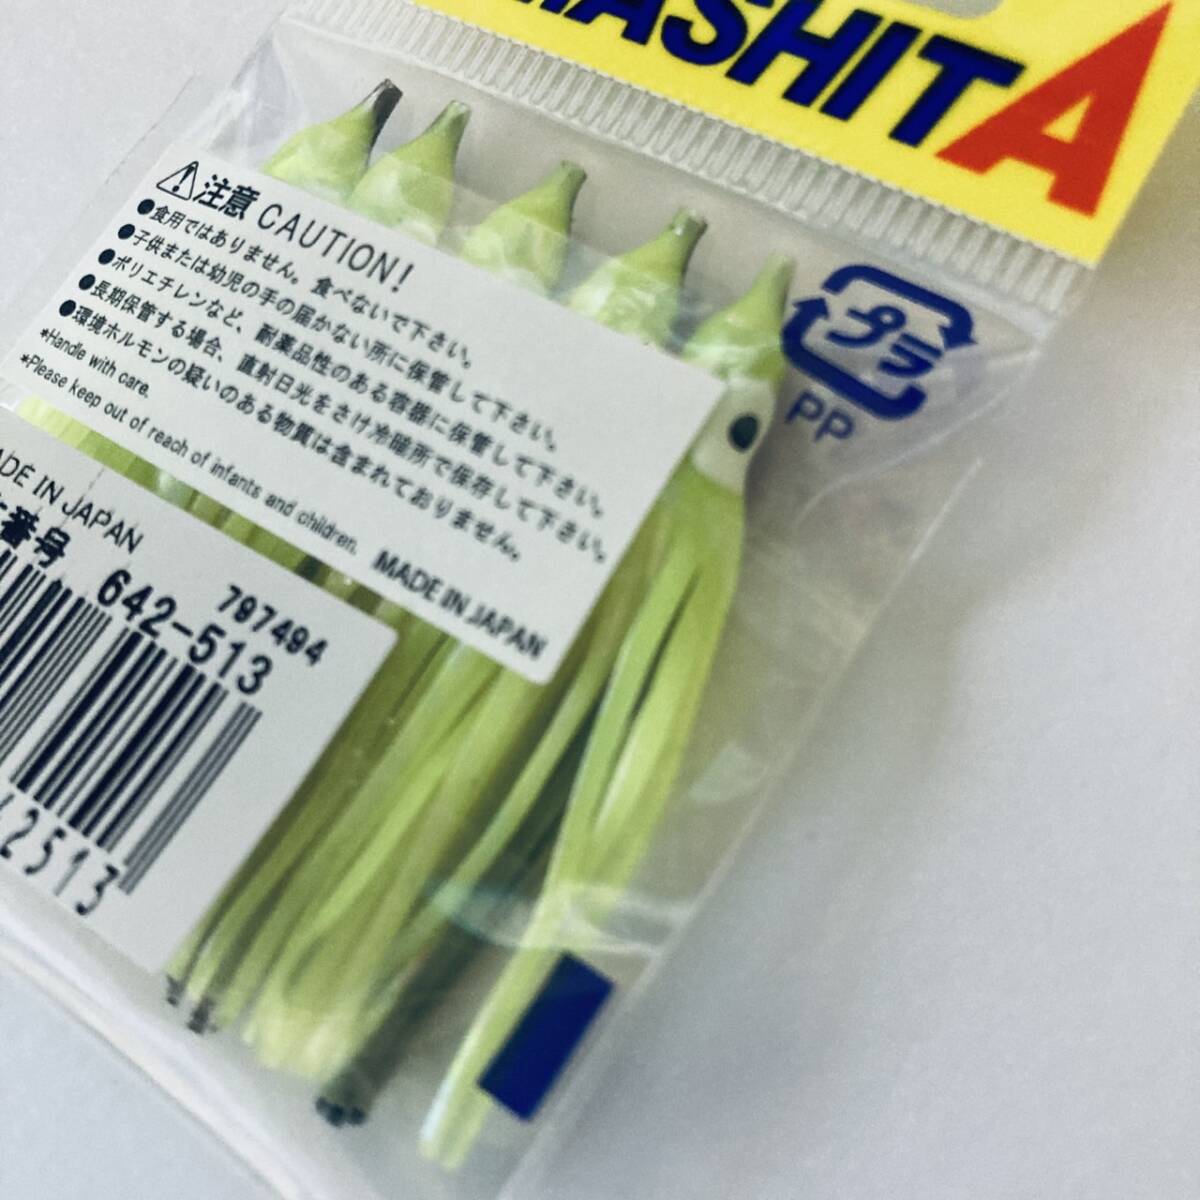 MASHITA
⚠注意 CAUTION!
●食用ではありません。食べないで下さい。
●子供または幼児の手の届かない所に保管して下さい。
●ポリエチレンなど、耐薬品性のある容器に保管して下さい。
●長期保管する場合、直射日光をさけ冷暗所で保存して下さい。
●環境ホルモンの疑いのある物質は含まれておりません。
*Handle with care.
*Please keep out of reach of infants and children.
MADE IN JAPAN
プラ
PP
ADE IN JAPAN
番号 642-513
797494
2513